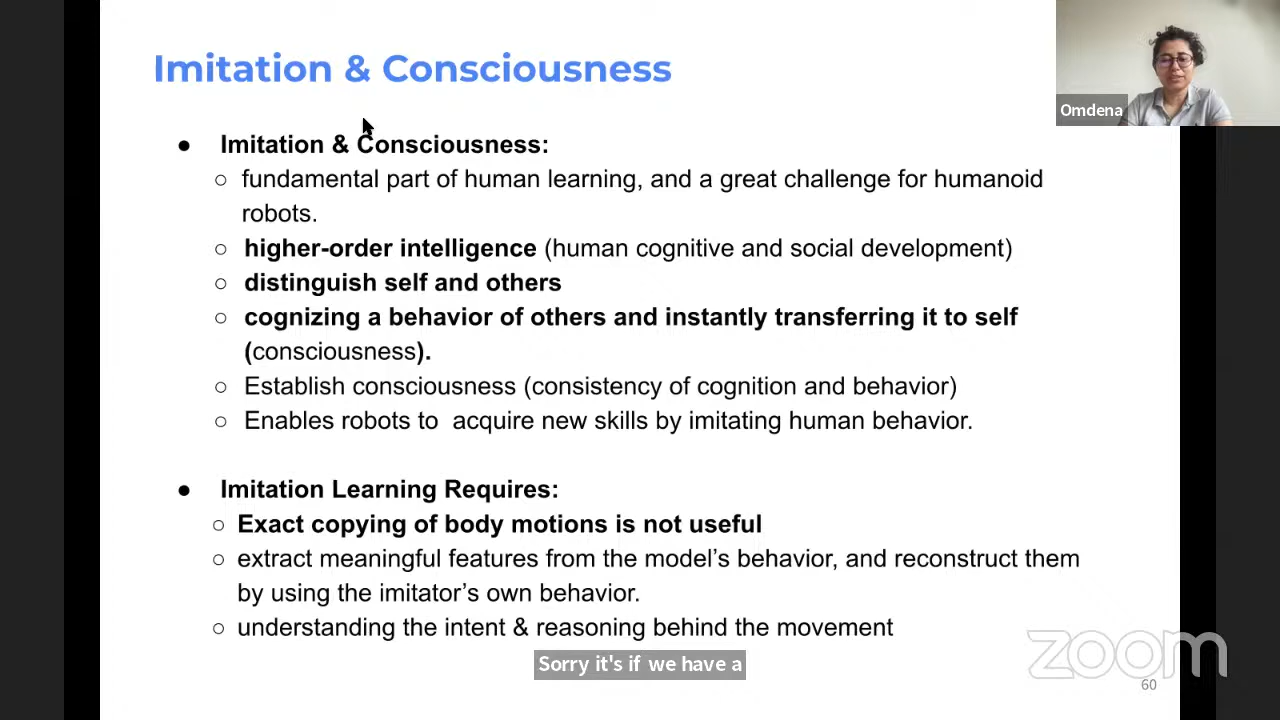 Imitation & Consciousness
Omdena
● Imitation & Consciousness:
○ fundamental part of human learning, and a great challenge for humanoid
robots.
○ higher-order intelligence (human cognitive and social development)
○ distinguish self and others
○ cognizing a behavior of others and instantly transferring it to self
(consciousness).
○ Establish consciousness (consistency of cognition and behavior)
○ Enables robots to  acquire new skills by imitating human behavior.
● Imitation Learning Requires:
○ Exact copying of body motions is not useful
○ extract meaningful features from the model's behavior, and reconstruct them
by using the imitator's own behavior.
○ understanding the intent & reasoning behind the movement
Sorry it's if we have a
zoom
60